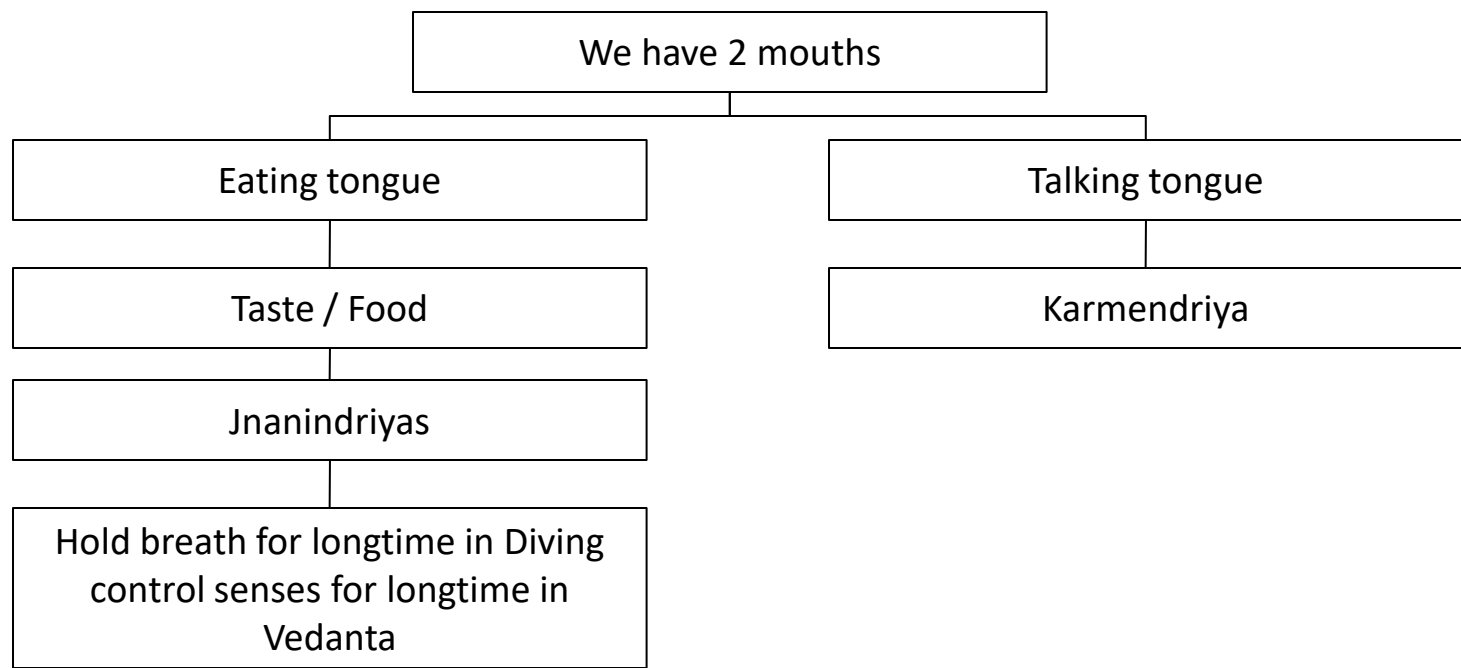 We have 2 mouths
Eating tongue
Talking tongue
Taste / Food
Karmendriya
Jnanindriyas
Hold breath for longtime in Diving
control senses for longtime in
Vedanta